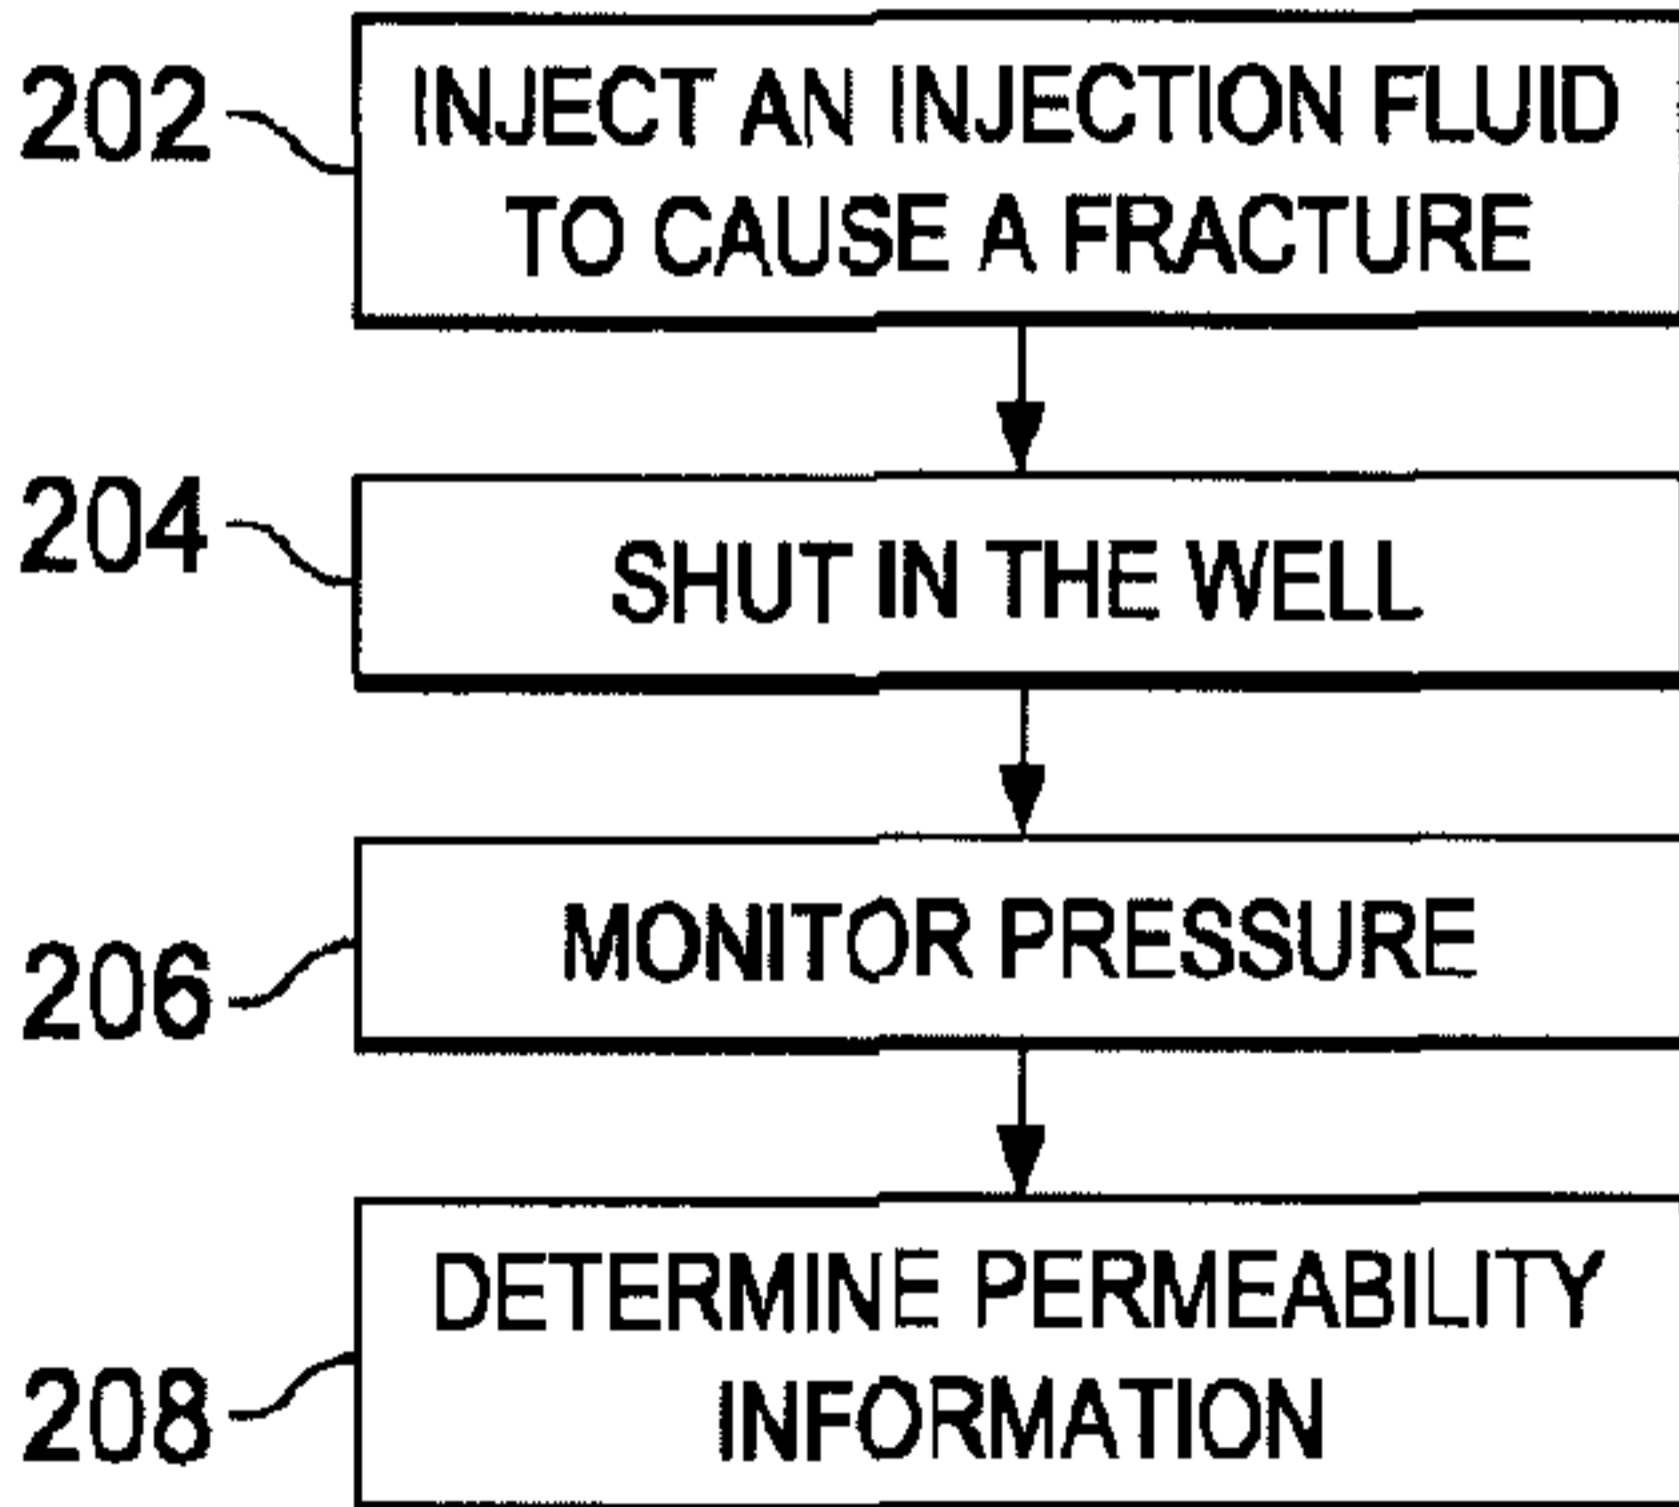 202
INJECT AN INJECTION FLUID
TO CAUSE A FRACTURE
204
SHUT IN THE WELL
206
MONITOR PRESSURE
208
DETERMINE PERMEABILITY
INFORMATION